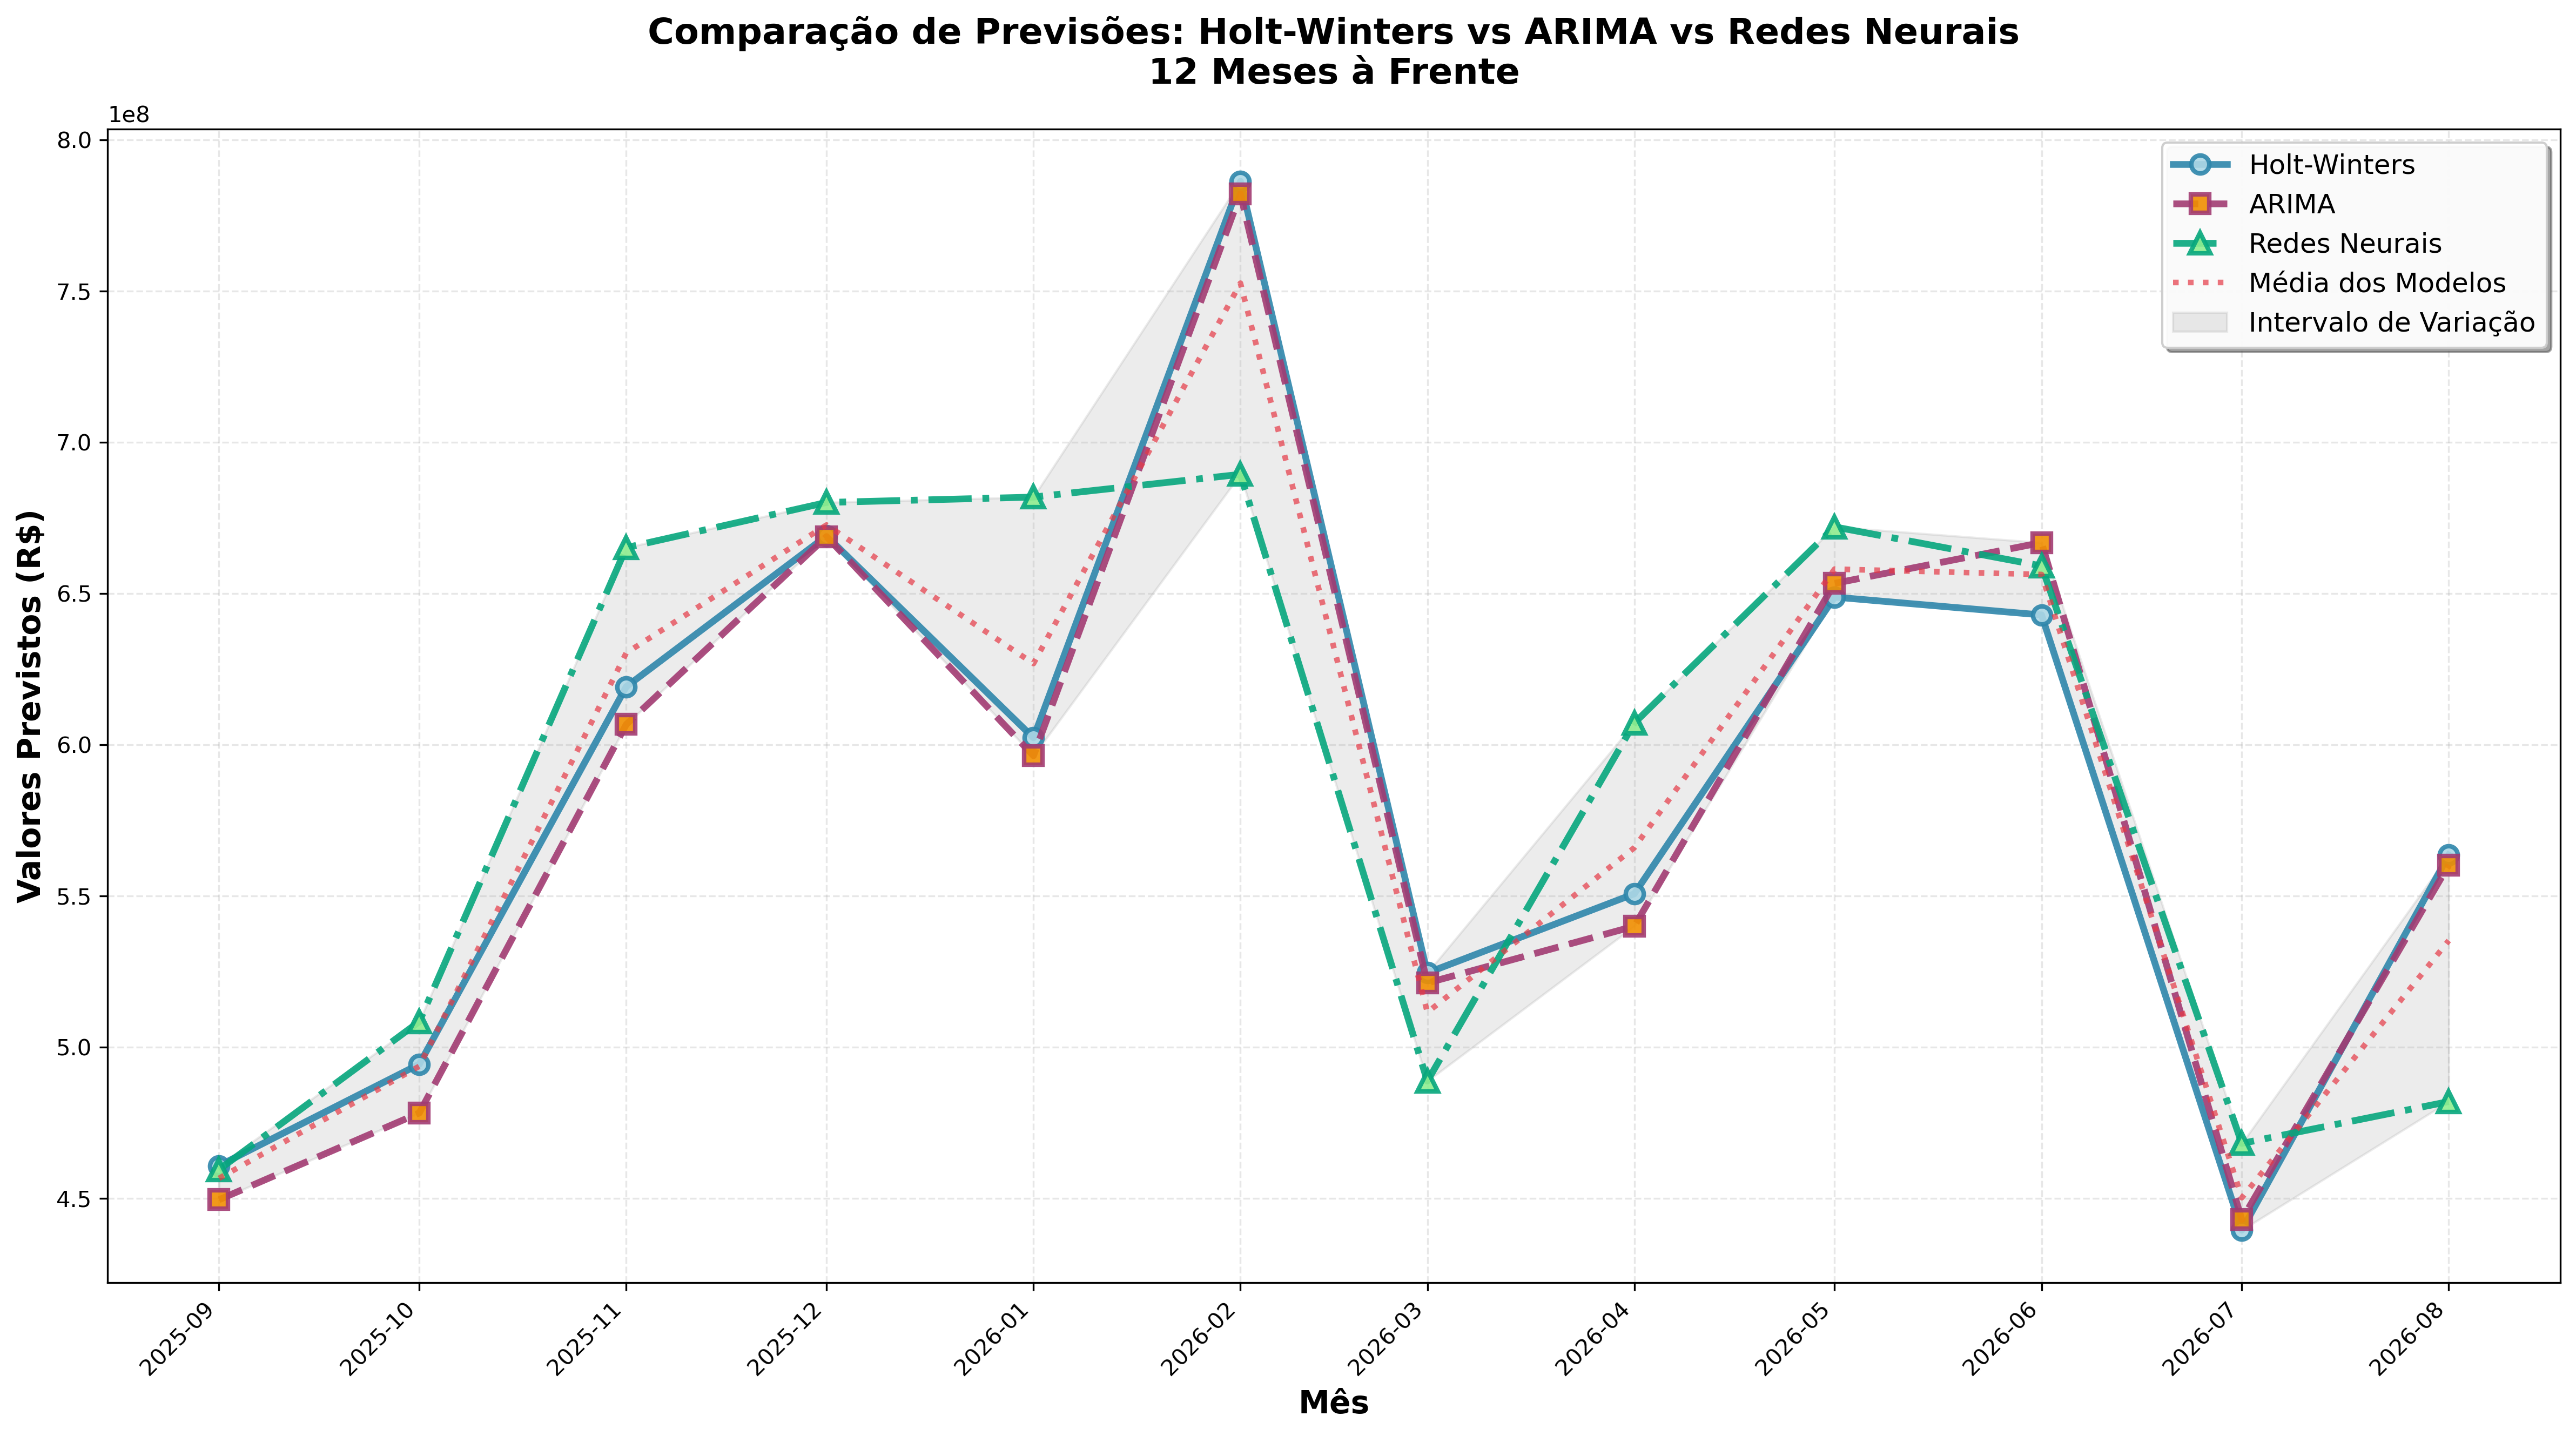 Comparação de Previsões: Holt-Winters vs ARIMA vs Redes Neurais
12 Meses à Frente
1e8
8.0
7.5
7.0
6.5
6.0
5.5
5.0
4.5
Valores Previstos (R$)
Holt-Winters
ARIMA
Redes Neurais
Média dos Modelos
Intervalo de Variação
2025-09
2025-10
2025-11
2025-12
2026-01
2026-02
2026-03
2026-04
2026-05
2026-06
2026-07
2026-08
Mês